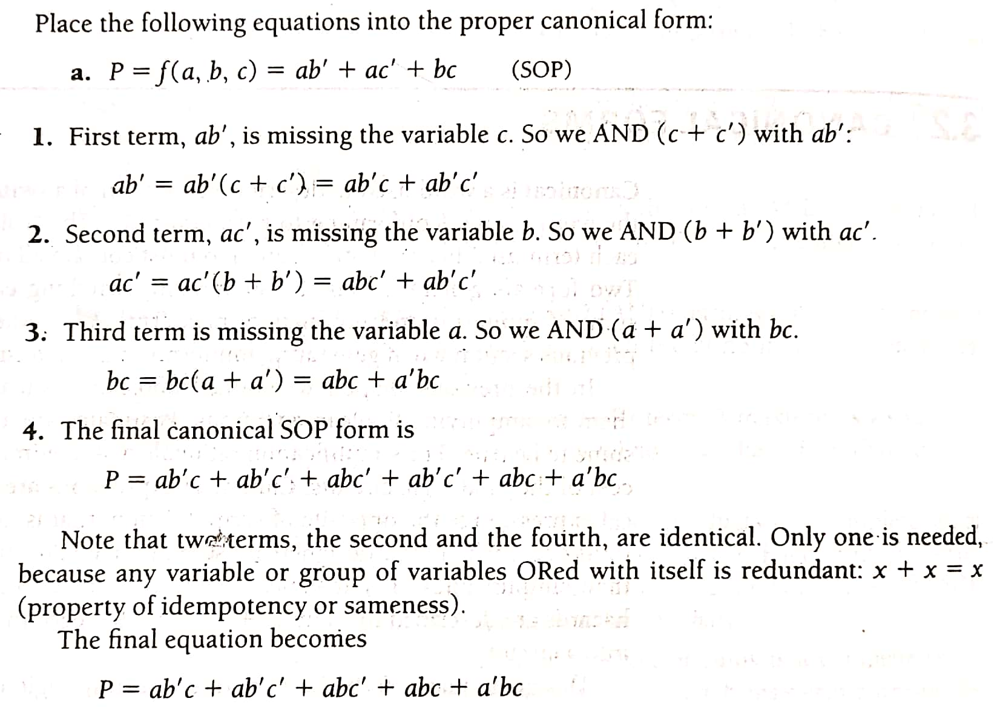 Place the following equations into the proper canonical form:
a. P = f(a, b, c) = ab' + ac' + bc (SOP)
1. First term, ab', is missing the variable c. So we AND (c + c') with ab':
ab' = ab'(c + c') = ab'c + ab'c'
2. Second term, ac', is missing the variable b. So we AND (b + b') with ac'.
ac' = ac'(b + b') = abc' + ab'c'
3. Third term is missing the variable a. So we AND (a + a') with bc.
bc = bc(a + a') = abc + a'bc
4. The final canonical SOP form is
P = ab'c + ab'c' + abc' + ab'c' + abc + a'bc
Note that two terms, the second and the fourth, are identical. Only one is needed,
because any variable or group of variables ORed with itself is redundant: x + x = x
(property of idempotency or sameness).
The final equation becomes
P = ab'c + ab'c' + abc' + abc + a'bc